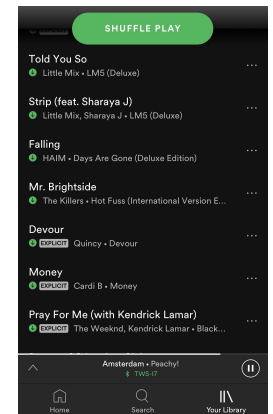 SHUFFLE PLAY
Told You So
Little Mix • LM5 (Deluxe)
Strip (feat. Sharaya J)
Little Mix, Sharaya J • LM5 (Deluxe)
Falling
HAIM • Days Are Gone (Deluxe Edition)
Mr. Brightside
The Killers • Hot Fuss (International Version E...
Devour
EXPLICIT Quincy • Devour
Money
EXPLICIT Cardi B • Money
Pray For Me (with Kendrick Lamar)
EXPLICIT The Weeknd, Kendrick Lamar • Black...
Amsterdam • Peachy!
TWS-i7
Home Search Your Library